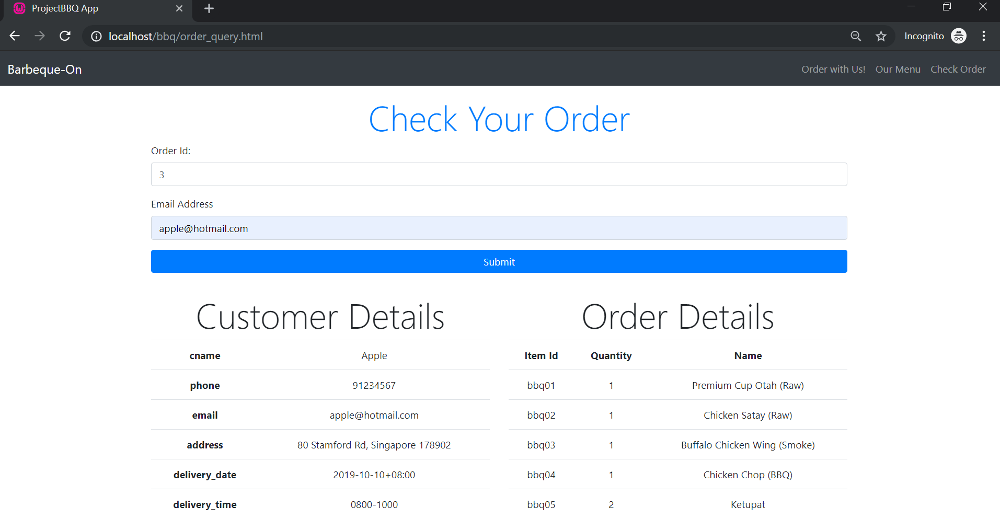 ProjectBBQ App
localhost/bbq/order_query.html
Incognito
Barbeque-On
Order with Us! Our Menu Check Order
Check Your Order
Order Id:
3
Email Address
apple@hotmail.com
Submit
Customer Details
cname Apple
phone 91234567
email apple@hotmail.com
address 80 Stamford Rd, Singapore 178902
delivery_date 2019-10-10+08:00
delivery_time 0800-1000
Order Details
Item Id Quantity Name
bbq01 1 Premium Cup Otah (Raw)
bbq02 1 Chicken Satay (Raw)
bbq03 1 Buffalo Chicken Wing (Smoke)
bbq04 1 Chicken Chop (BBQ)
bbq05 2 Ketupat